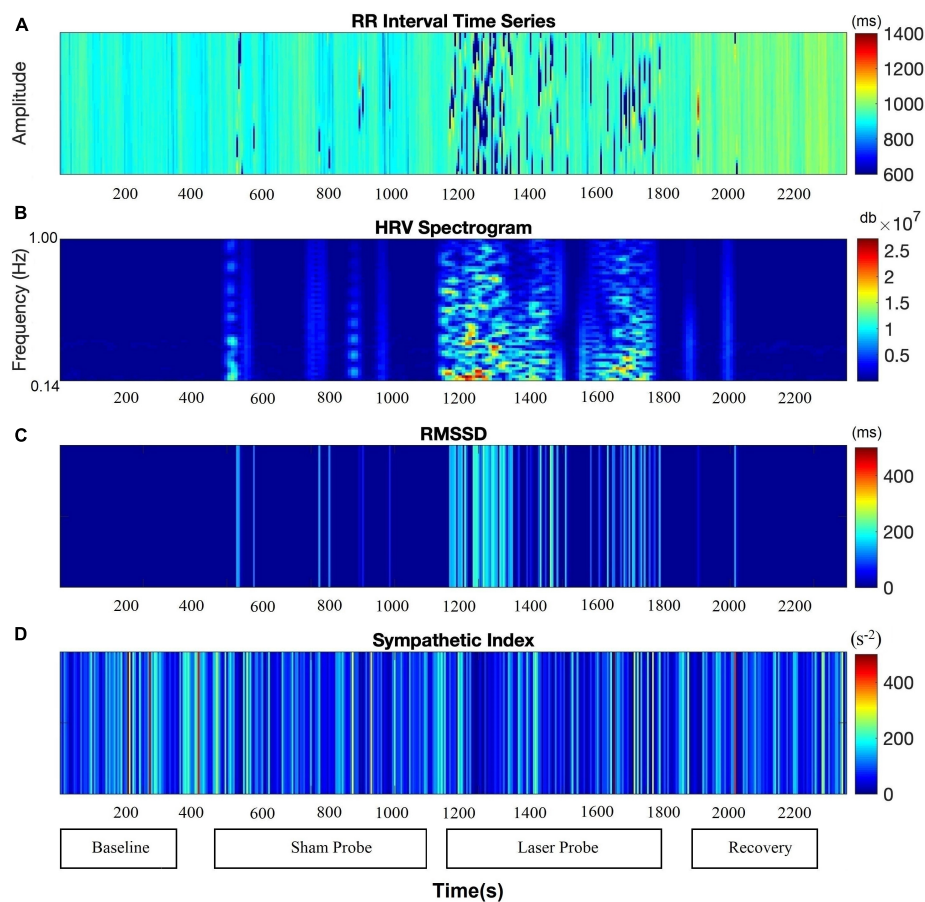 A RR Interval Time Series (ms)
1400
1200
1000
800
600
Amplitude
200 400 600 800 1000 1200 1400 1600 1800 2000 2200
B HRV Spectrogram db ×10^7
1.00
0.14
Frequency (Hz)
2.5
2
1.5
1
0.5
200 400 600 800 1000 1200 1400 1600 1800 2000 2200
C RMSSD (ms)
400
200
0
200 400 600 800 1000 1200 1400 1600 1800 2000 2200
D Sympathetic Index (s^-2)
400
200
0
200 400 600 800 1000 1200 1400 1600 1800 2000 2200
Baseline Sham Probe Laser Probe Recovery
Time(s)